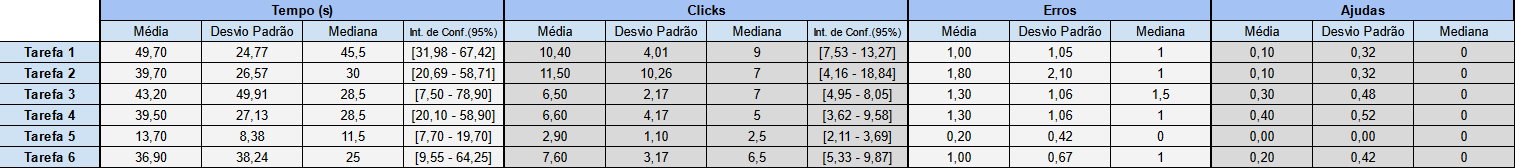 Tempo (s) Clicks Erros Ajudas
Média Desvio Padrão Mediana Int. de Conf.(95%) Média Desvio Padrão Mediana Int. de Conf.(95%) Média Desvio Padrão Mediana Média Desvio Padrão Mediana
Tarefa 1 49,70 24,77 45,5 [31,98 - 67,42] 10,40 4,01 9 [7,53 - 13,27] 1,00 1,05 1 0,10 0,32 0
Tarefa 2 39,70 26,57 30 [20,69 - 58,71] 11,50 10,26 7 [4,16 - 18,84] 1,80 2,10 1 0,10 0,32 0
Tarefa 3 43,20 49,91 28,5 [7,50 - 78,90] 6,50 2,17 7 [4,95 - 8,05] 1,30 1,06 1,5 0,30 0,48 0
Tarefa 4 39,50 27,13 28,5 [20,10 - 58,90] 6,60 4,17 5 [3,62 - 9,58] 1,30 1,06 1 0,40 0,52 0
Tarefa 5 13,70 8,38 11,5 [7,70 - 19,70] 2,90 1,10 2,5 [2,11 - 3,69] 0,20 0,42 0 0,00 0,00 0
Tarefa 6 36,90 38,24 25 [9,55 - 64,25] 7,60 3,17 6,5 [5,33 - 9,87] 1,00 0,67 1 0,20 0,42 0